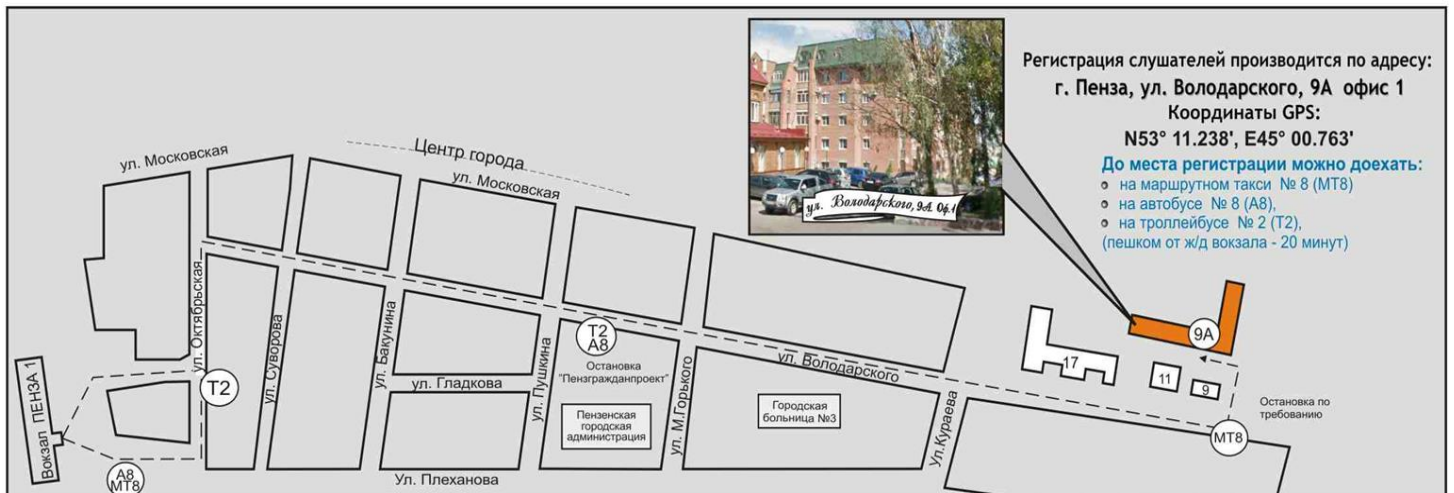 Регистрация слушателей производится по адресу:
г. Пенза, ул. Володарского, 9А офис 1
Координаты GPS:
N53° 11.238', E45° 00.763'
До места регистрации можно доехать:
на маршрутном такси № 8 (МТ8)
на автобусе № 8 (А8),
на троллейбусе № 2 (Т2),
(пешком от ж/д вокзала - 20 минут)
ул. Володарского, 9А Оф.1
ул. Московская
Центр города
ул. Московская
ул. Октябрьская
ул. Суворова
ул. Бакунина
ул. Пушкина
ул. М.Горького
ул. Володарского
Ул.Кураева
ул. Гладкова
Ул. Плеханова
Вокзал ПЕНЗА 1
Т2
А8
МТ8
Т2
А8
Остановка
"Пензгражданпроект"
Пензенская
городская
администрация
Городская
больница №3
17
11
9
9А
Остановка по
требованию
МТ8